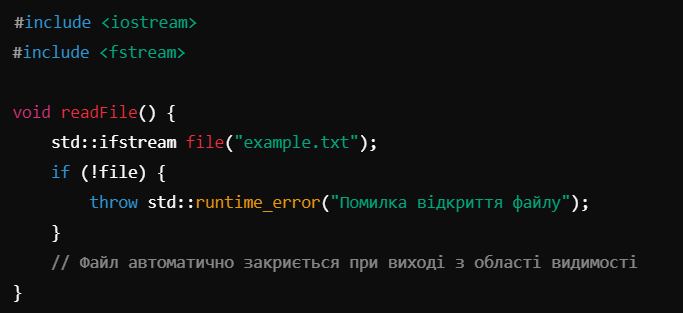 #include <iostream>
#include <fstream>
void readFile() {
std::ifstream file("example.txt");
if (!file) {
throw std::runtime_error("Помилка відкриття файлу");
}
// Файл автоматично закриється при виході з області видимості
}